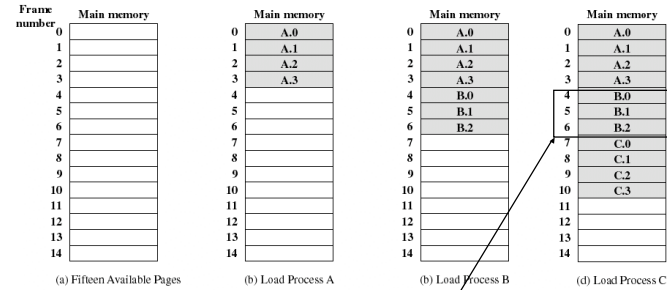 Frame number
Main memory
0
1
2
3
4
5
6
7
8
9
10
11
12
13
14
(a) Fifteen Available Pages
Main memory
0 A.0
1 A.1
2 A.2
3 A.3
4
5
6
7
8
9
10
11
12
13
14
(b) Load Process A
Main memory
0 A.0
1 A.1
2 A.2
3 A.3
4 B.0
5 B.1
6 B.2
7
8
9
10
11
12
13
14
(b) Load Process B
Main memory
0 A.0
1 A.1
2 A.2
3 A.3
4 B.0
5 B.1
6 B.2
7 C.0
8 C.1
9 C.2
10 C.3
11
12
13
14
(d) Load Process C